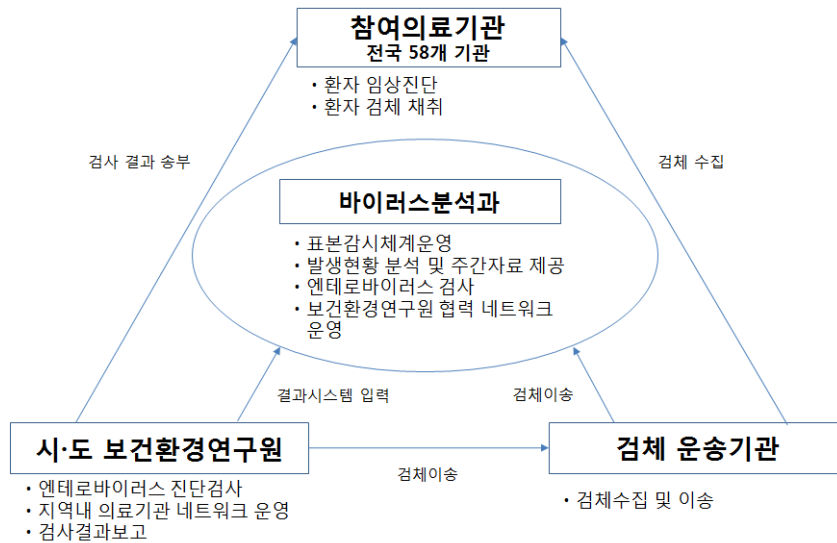 참여의료기관
전국 58개 기관
• 환자 임상진단
• 환자 검체 채취
검사 결과 송부
검체 수집
바이러스분석과
• 표본감시체계운영
• 발생현황 분석 및 주간자료 제공
• 엔테로바이러스 검사
• 보건환경연구원 협력 네트워크
운영
결과시스템 입력
검체이송
시·도 보건환경연구원
검체 운송기관
검체이송
• 엔테로바이러스 진단검사
• 지역내 의료기관 네트워크 운영
• 검사결과보고
• 검체수집 및 이송